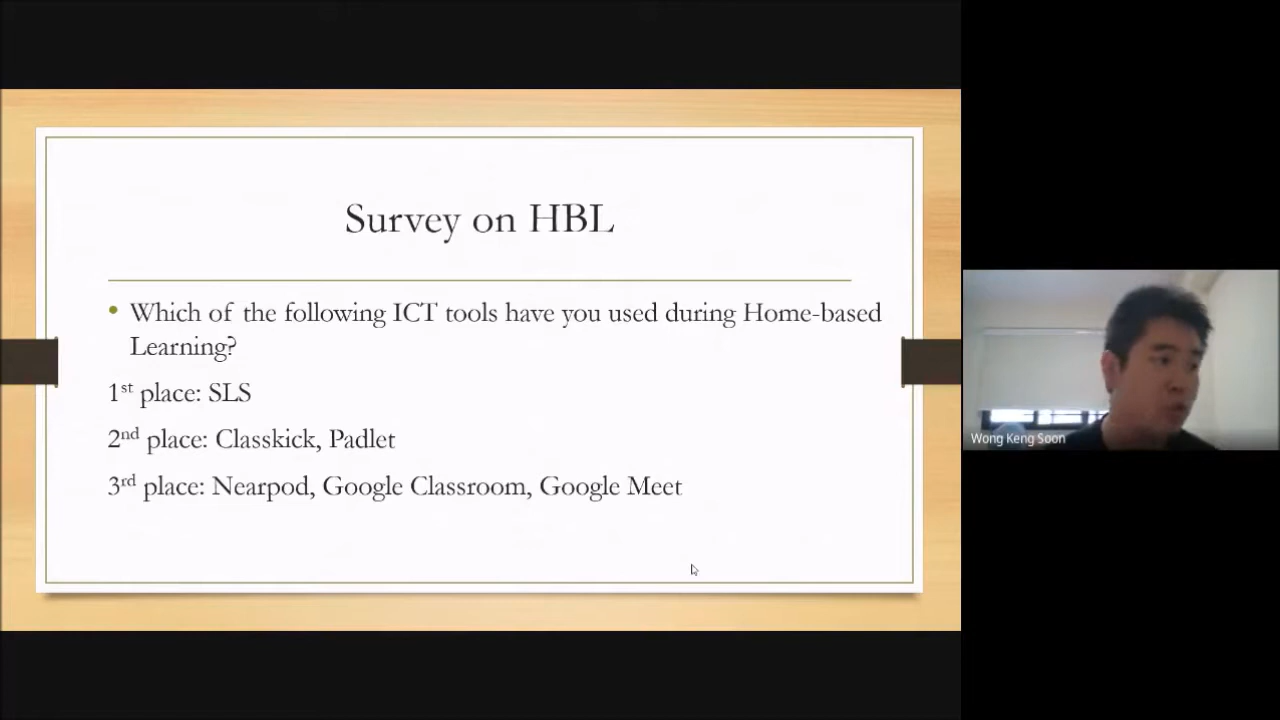 Survey on HBL
• Which of the following ICT tools have you used during Home-based
Learning?
1st place: SLS
2nd place: Classkick, Padlet
3rd place: Nearpod, Google Classroom, Google Meet
Wong Keng Soon